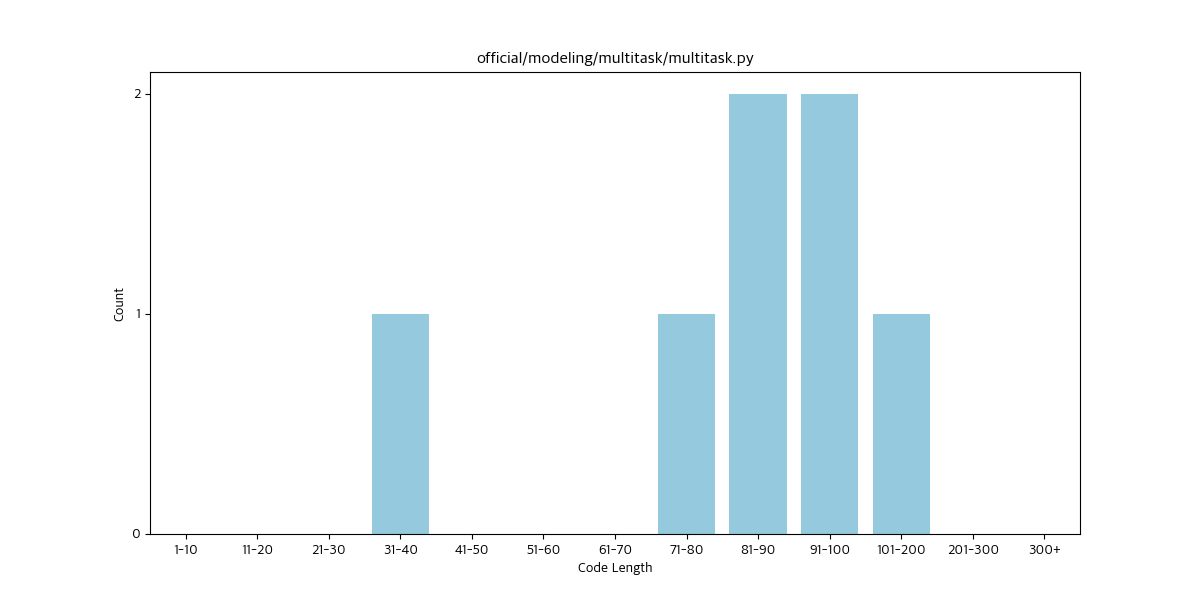 official/modeling/multitask/multitask.py
2
1
0
Count
1-10 11-20 21-30 31-40 41-50 51-60 61-70 71-80 81-90 91-100 101-200 201-300 300+
Code Length